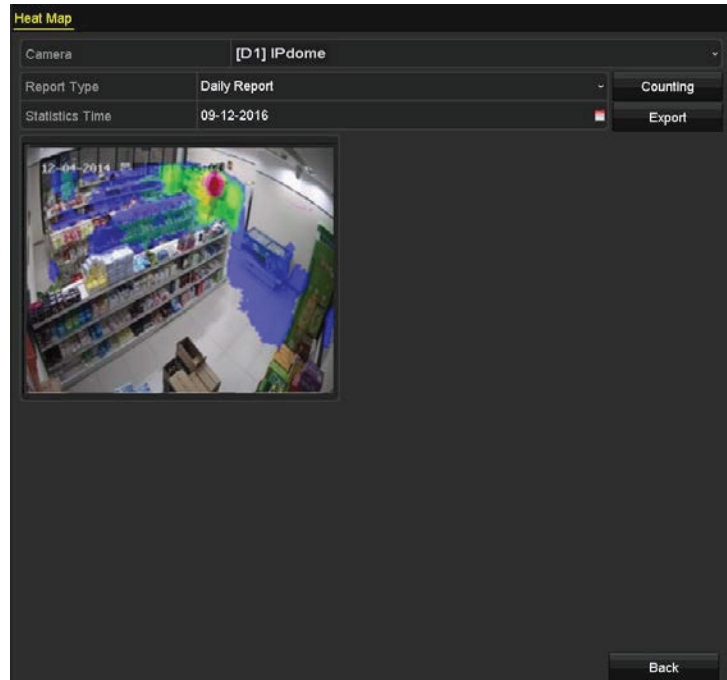 Heat Map
Camera [D1] IPdome
Report Type Daily Report Counting
Statistics Time 09-12-2016 Export
12-04-2014
Back